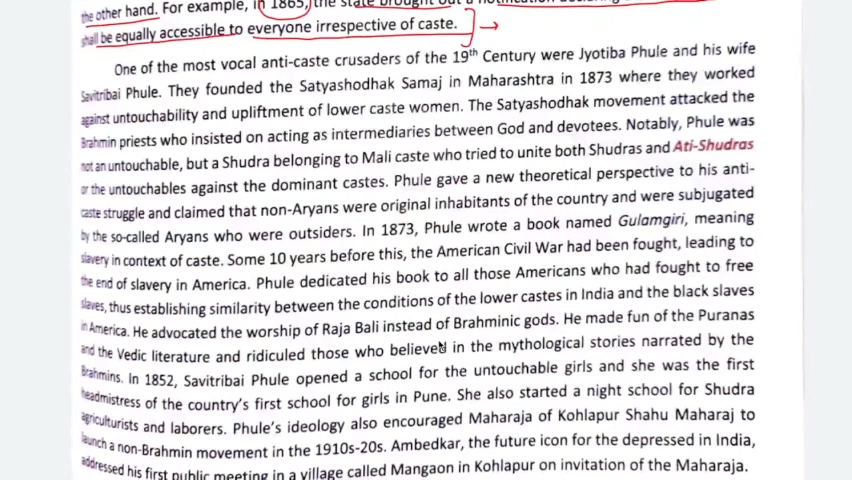 the other hand. For example, in 1865, the state brought out a notification declaring
shall be equally accessible to everyone irrespective of caste.
One of the most vocal anti-caste crusaders of the 19th Century were Jyotiba Phule and his wife
Savitribai Phule. They founded the Satyashodhak Samaj in Maharashtra in 1873 where they worked
against untouchability and upliftment of lower caste women. The Satyashodhak movement attacked the
Brahmin priests who insisted on acting as intermediaries between God and devotees. Notably, Phule was
not an untouchable, but a Shudra belonging to Mali caste who tried to unite both Shudras and Ati-Shudras
or the untouchables against the dominant castes. Phule gave a new theoretical perspective to his anti-
caste struggle and claimed that non-Aryans were original inhabitants of the country and were subjugated
by the so-called Aryans who were outsiders. In 1873, Phule wrote a book named Gulamgiri, meaning
slavery in context of caste. Some 10 years before this, the American Civil War had been fought, leading to
the end of slavery in America. Phule dedicated his book to all those Americans who had fought to free
slaves, thus establishing similarity between the conditions of the lower castes in India and the black slaves
in America. He advocated the worship of Raja Bali instead of Brahminic gods. He made fun of the Puranas
and the Vedic literature and ridiculed those who believed in the mythological stories narrated by the
Brahmins. In 1852, Savitribai Phule opened a school for the untouchable girls and she was the first
headmistress of the country's first school for girls in Pune. She also started a night school for Shudra
agriculturists and laborers. Phule's ideology also encouraged Maharaja of Kohlapur Shahu Maharaj to
launch a non-Brahmin movement in the 1910s-20s. Ambedkar, the future icon for the depressed in India,
addressed his first public meeting in a village called Mangaon in Kohlapur on invitation of the Maharaja.